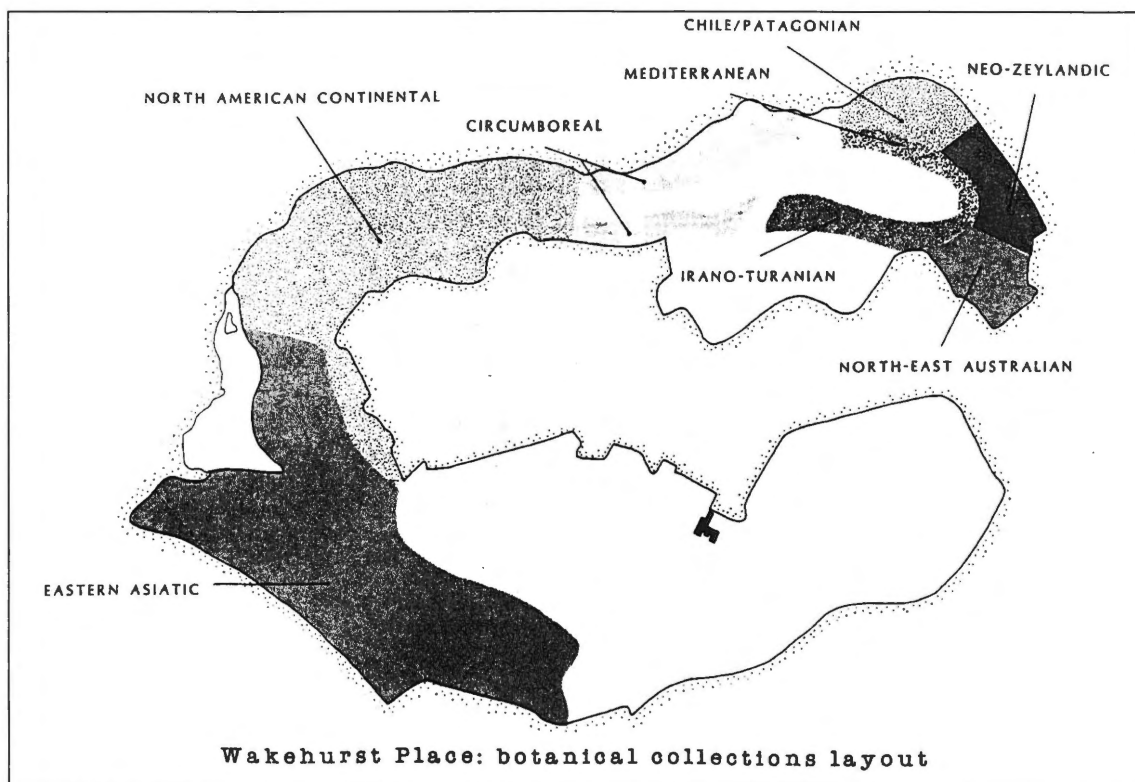 CHILE/PATAGONIAN
MEDITERRANEAN
NEO-ZEYLANDIC
NORTH AMERICAN CONTINENTAL
CIRCUMBOREAL
IRANO-TURANIAN
NORTH-EAST AUSTRALIAN
EASTERN ASIATIC
Wakehurst Place: botanical collections layout